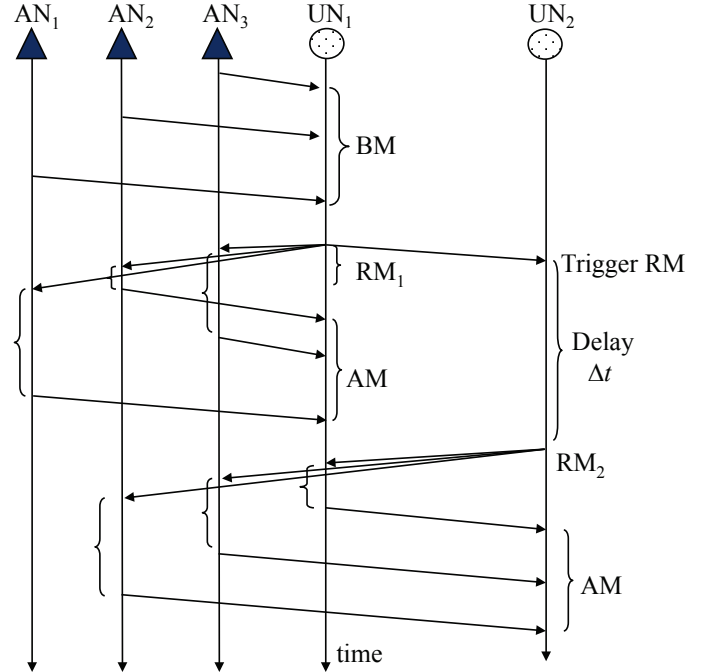 AN₁ AN₂ AN₃ UN₁ UN₂
BM
Trigger RM
RM₁
Delay
Δt
AM
RM₂
AM
time